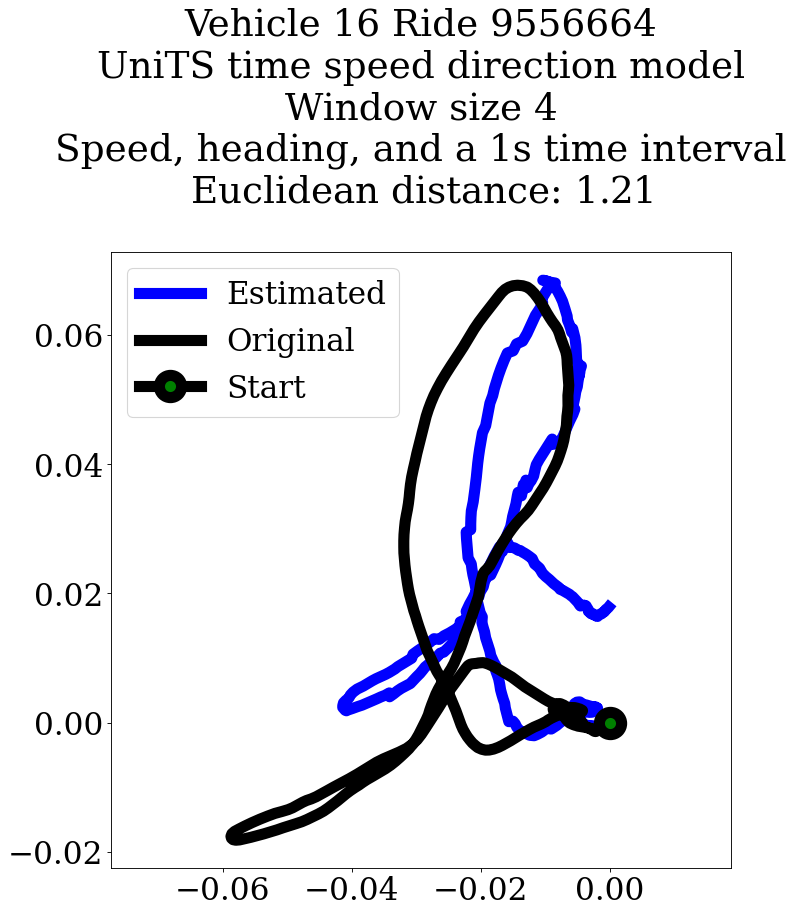 Vehicle 16 Ride 9556664
UniTS time speed direction model
Window size 4
Speed, heading, and a 1s time interval
Euclidean distance: 1.21
Estimated
Original
Start
0.06
0.04
0.02
0.00
−0.02
−0.06
−0.04
−0.02
0.00